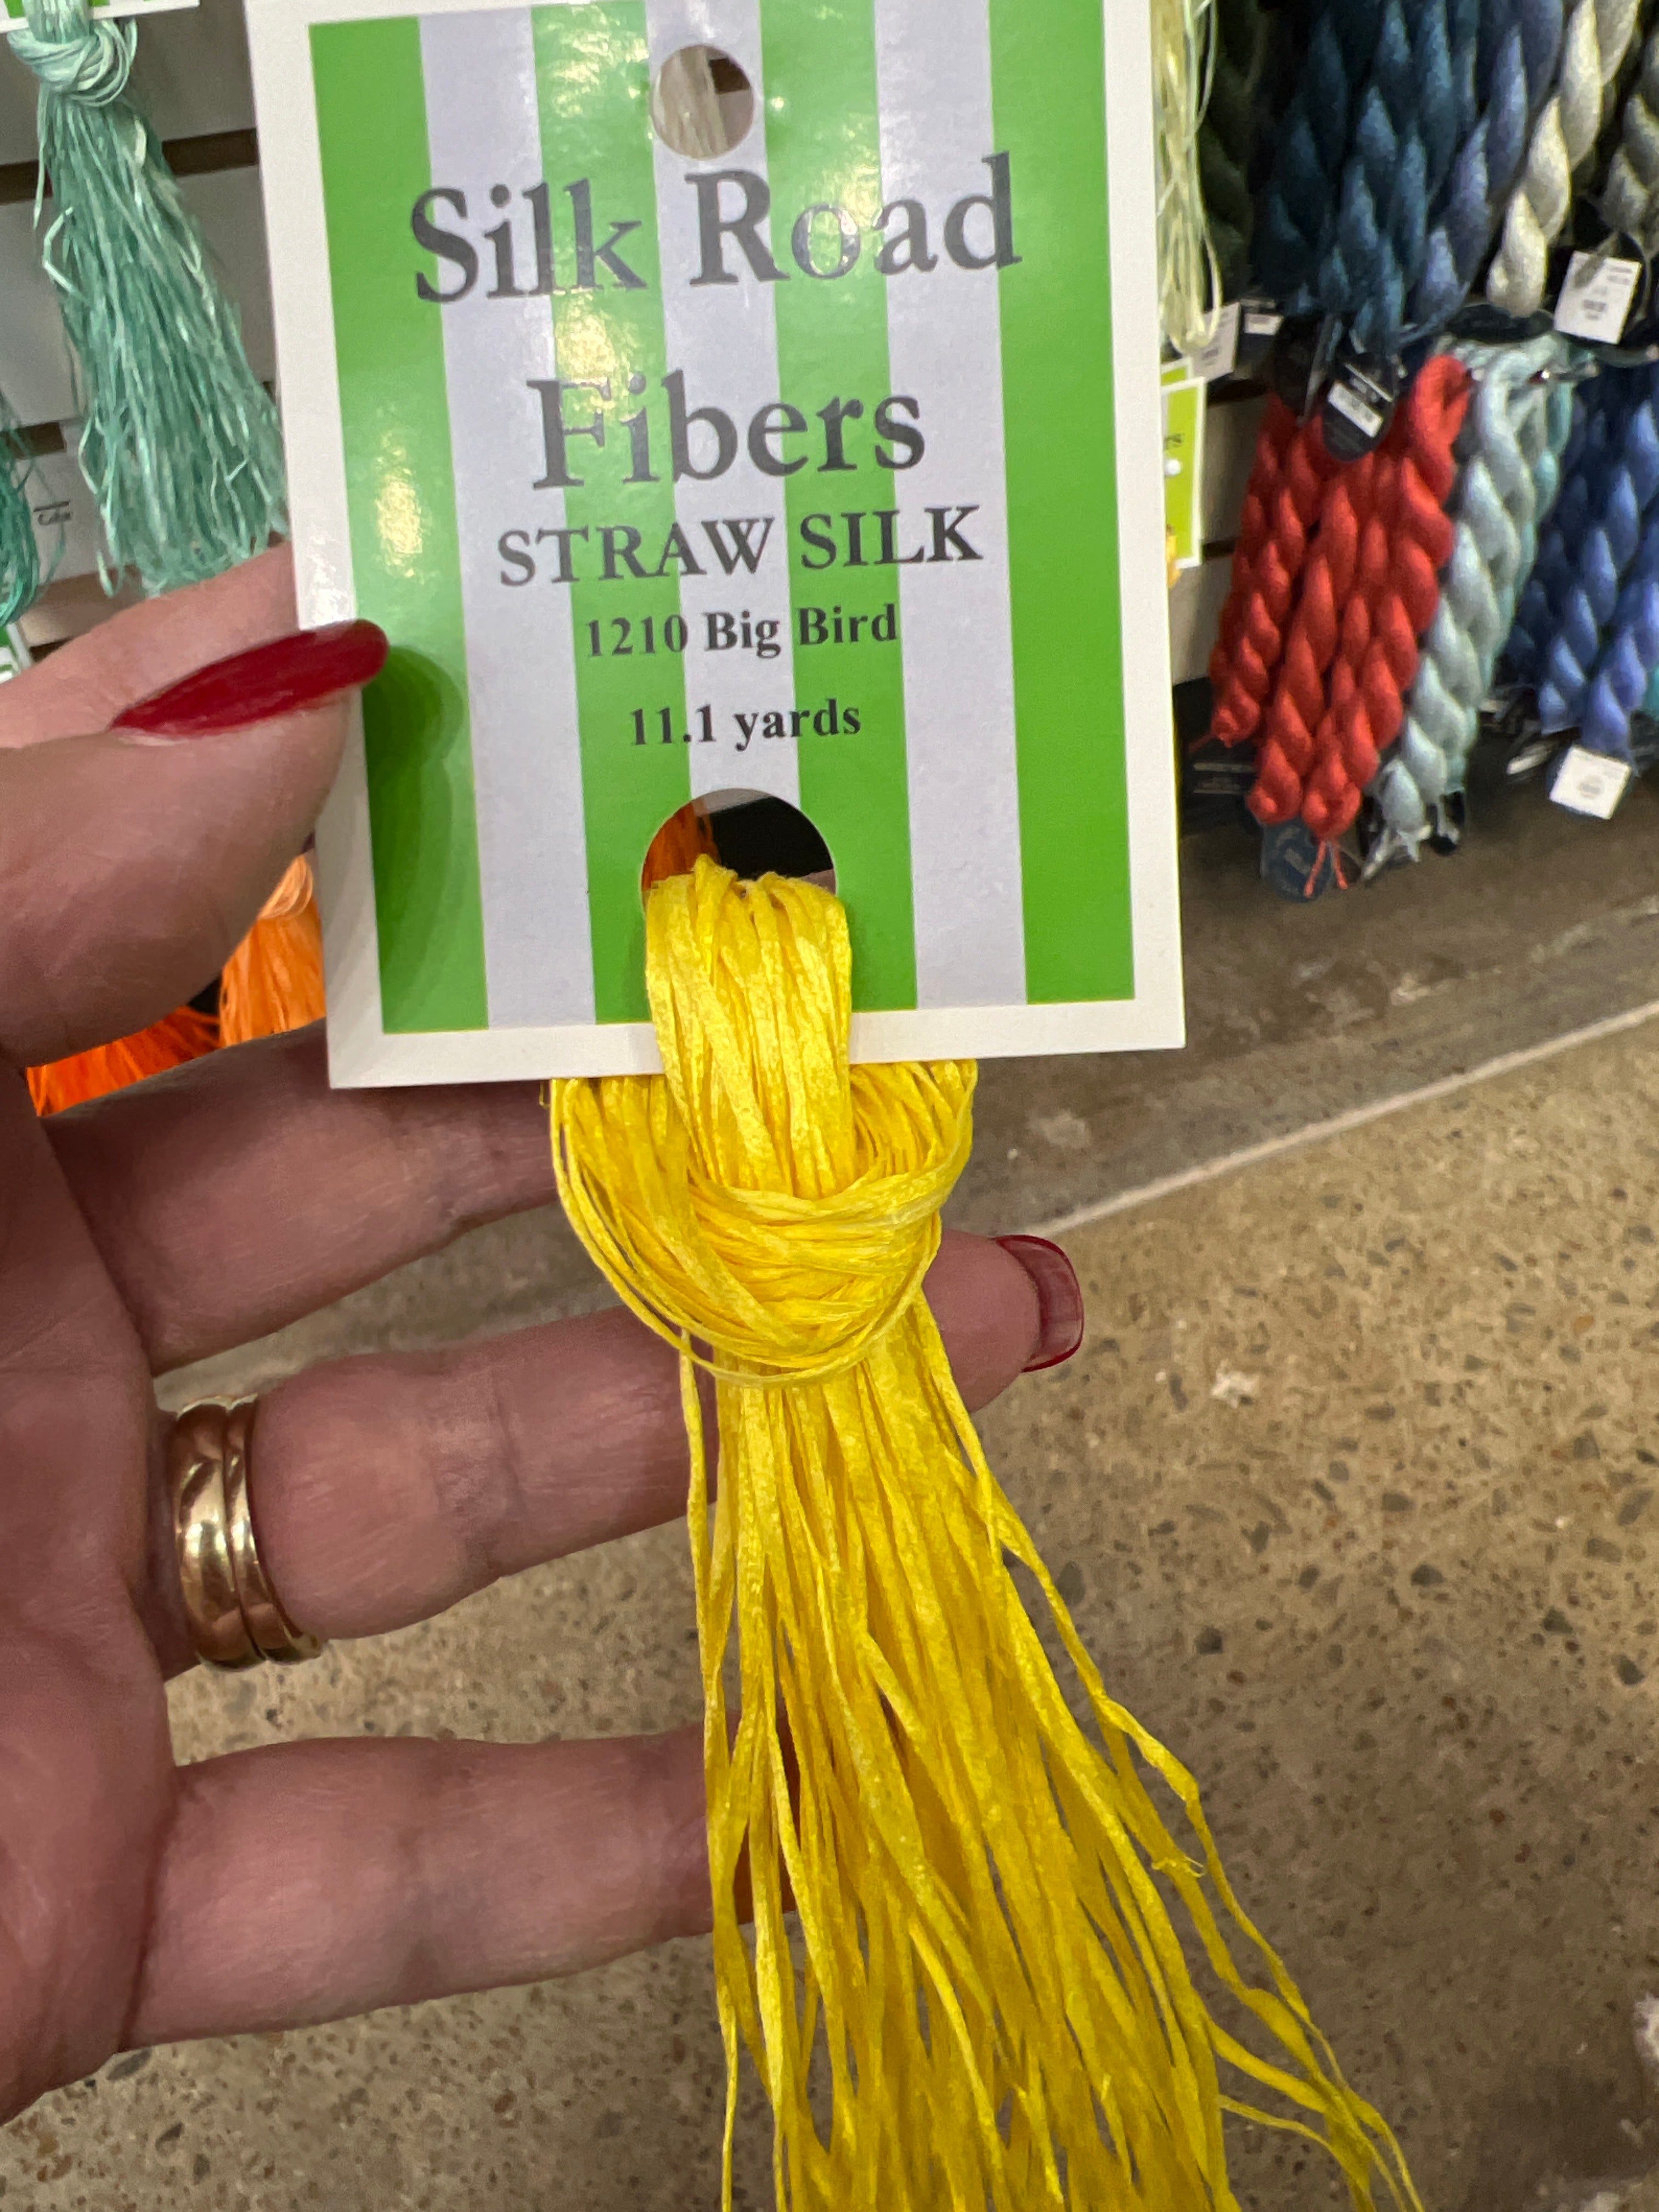 Silk Road
Fibers
STRAW SILK
1210 Big Bird
11.1 yards